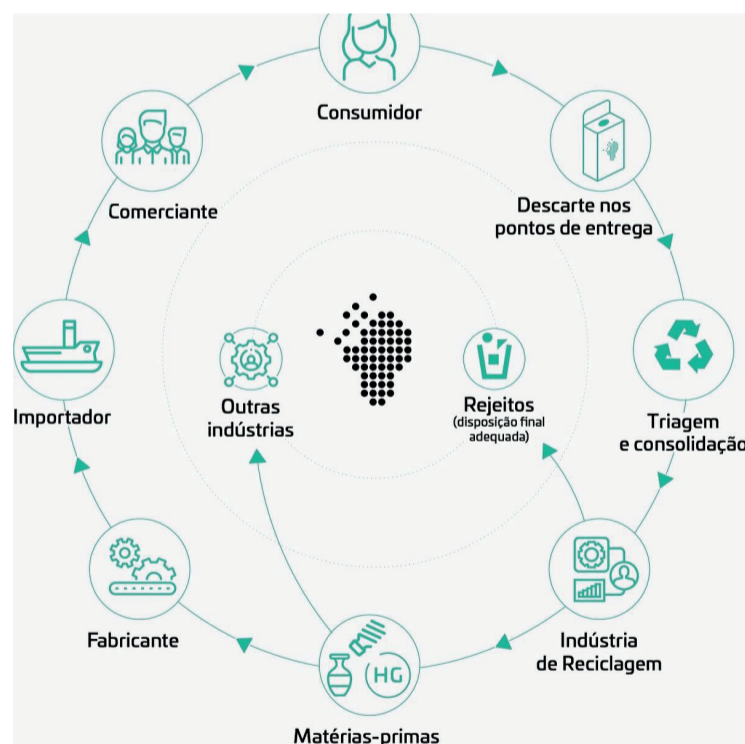 Consumidor
Comerciante
Descarte nos
pontos de entrega
Importador
Outras
indústrias
Rejeitos
(disposição final
adequada)
Triagem
e consolidação
Fabricante
Indústria
de Reciclagem
HG
Matérias-primas